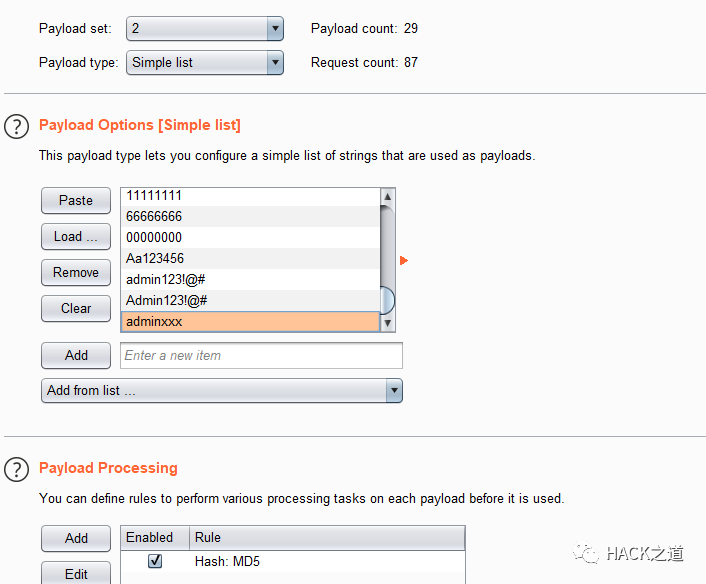 Payload set: 2 Payload count: 29
Payload type: Simple list Request count: 87
? Payload Options [Simple list]
This payload type lets you configure a simple list of strings that are used as payloads.
Paste 11111111
66666666
Load ... 00000000
Aa123456
Remove admin123!@#
Admin123!@#
Clear adminxxx
Add Enter a new item
Add from list ...
? Payload Processing
You can define rules to perform various processing tasks on each payload before it is used.
Add Enabled Rule
Hash: MD5
Edit
HACK之道